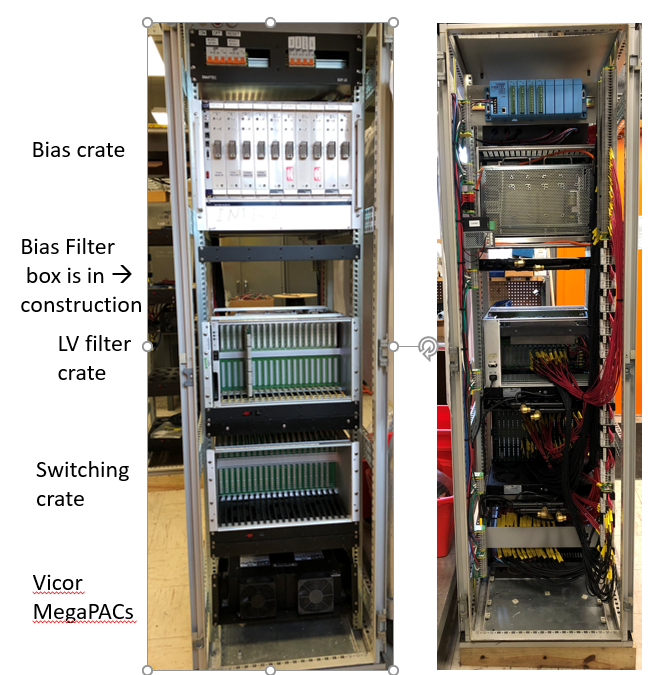 Bias crate
Bias Filter
box is in →
construction
LV filter
crate
Switching
crate
Vicor
MegaPACs